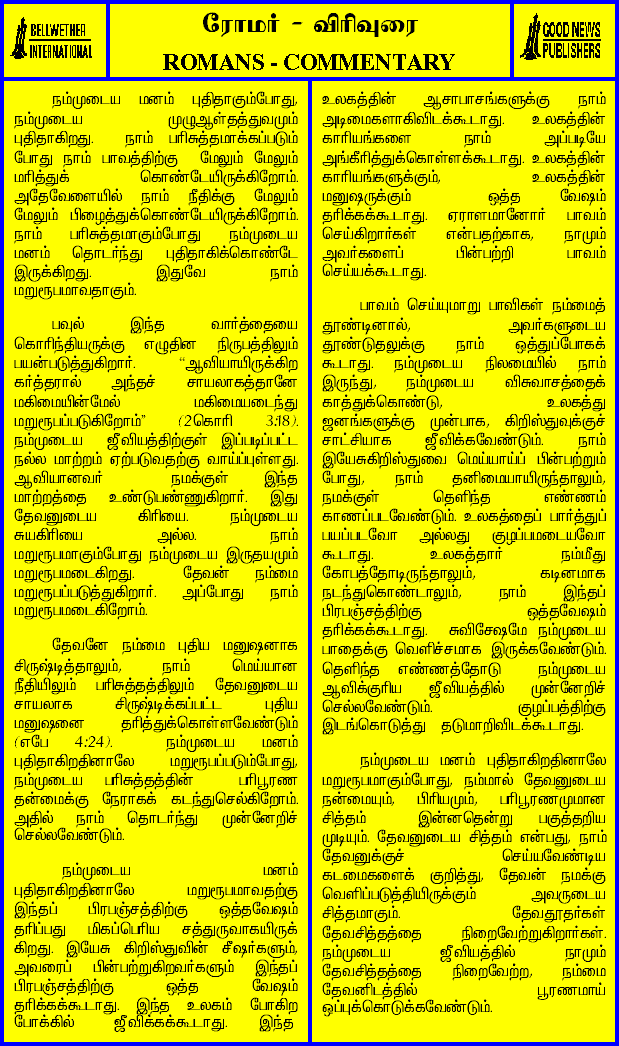 BELLWETHER
INTERNATIONAL
ரோமர் - விரிவுரை
ROMANS - COMMENTARY
GOOD NEWS
PUBLISHERS
நம்முடைய மனம் புதிதாகும்போது,
நம்முடைய முழுஆள்தத்துவமும்
புதிதாகிறது. நாம் பரிசுத்தமாக்கப்படும்
போது நாம் பாவத்திற்கு மேலும் மேலும்
மரித்துக் கொண்டேயிருக்கிறோம்.
அதேவேளையில் நாம் நீதிக்கு மேலும்
மேலும் பிழைத்துக்கொண்டேயிருக்கிறோம்.
நாம் பரிசுத்தமாகும்போது நம்முடைய
மனம் தொடர்ந்து புதிதாகிக்கொண்டே
இருக்கிறது. இதுவே நாம்
மறுரூபமாவதாகும்.
பவுல் இந்த வார்த்தையை
கொரிந்தியருக்கு எழுதின நிருபத்திலும்
பயன்படுத்துகிறார். “ஆவியாயிருக்கிற
கர்த்தரால் அந்தச் சாயலாகத்தானே
மகிமையின்மேல் மகிமையடைந்து
மறுரூபப்படுகிறோம்” (2கொரி 3:18).
நம்முடைய ஜீவியத்திற்குள் இப்படிப்பட்ட
நல்ல மாற்றம் ஏற்படுவதற்கு வாய்ப்புள்ளது.
ஆவியானவர் நமக்குள் இந்த
மாற்றத்தை உண்டுபண்ணுகிறார். இது
தேவனுடைய கிரியை. நம்முடைய
சுயகிரியை அல்ல. நாம்
மறுரூபமாகும்போது நம்முடைய இருதயமும்
மறுரூபமடைகிறது. தேவன் நம்மை
மறுரூபப்படுத்துகிறார். அப்போது நாம்
மறுரூபமடைகிறோம்.
தேவனே நம்மை புதிய மனுஷனாக
சிருஷ்டித்தாலும், நாம் மெய்யான
நீதியிலும் பரிசுத்தத்திலும் தேவனுடைய
சாயலாக சிருஷ்டிக்கப்பட்ட புதிய
மனுஷனை தரித்துக்கொள்ளவேண்டும்
(எபே 4:24). நம்முடைய மனம்
புதிதாகிறதினாலே மறுரூபப்படும்போது,
நம்முடைய பரிசுத்தத்தின் பரிபூரண
தன்மைக்கு நேராகக் கடந்துசெல்கிறோம்.
அதில் நாம் தொடர்ந்து முன்னேறிச்
செல்லவேண்டும்.
நம்முடைய மனம்
புதிதாகிறதினாலே மறுரூபமாவதற்கு
இந்தப் பிரபஞ்சத்திற்கு ஒத்தவேஷம்
தரிப்பது மிகப்பெரிய சத்துருவாகயிருக்
கிறது. இயேசு கிறிஸ்துவின் சீஷர்களும்,
அவரைப் பின்பற்றுகிறவர்களும் இந்தப்
பிரபஞ்சத்திற்கு ஒத்த வேஷம்
தரிக்கக்கூடாது. இந்த உலகம் போகிற
போக்கில் ஜீவிக்கக்கூடாது. இந்த
உலகத்தின் ஆசாபாசங்களுக்கு நாம்
அடிமைகளாகிவிடக்கூடாது. உலகத்தின்
காரியங்களை நாம் அப்படியே
அங்கீரித்துக்கொள்ளக்கூடாது. உலகத்தின்
காரியங்களுக்கும், உலகத்தின்
மனுஷருக்கும் ஒத்த வேஷம்
தரிக்கக்கூடாது. ஏராளமானோர் பாவம்
செய்கிறார்கள் என்பதற்காக, நாமும்
அவர்களைப் பின்பற்றி பாவம்
செய்யக்கூடாது.
பாவம் செய்யுமாறு பாவிகள் நம்மைத்
தூண்டினால், அவர்களுடைய
தூண்டுதலுக்கு நாம் ஒத்துப்போகக்
கூடாது. நம்முடைய நிலமையில் நாம்
இருந்து, நம்முடைய விசுவாசத்தைக்
காத்துக்கொண்டு, உலகத்து
ஜனங்களுக்கு முன்பாக, கிறிஸ்துவுக்குச்
சாட்சியாக ஜீவிக்கவேண்டும். நாம்
இயேசுகிறிஸ்துவை மெய்யாய்ப் பின்பற்றும்
போது, நாம் தனிமையாயிருந்தாலும்,
நமக்குள் தெளிந்த எண்ணம்
காணப்படவேண்டும். உலகத்தைப் பார்த்துப்
பயப்படவோ அல்லது குழப்பமடையவோ
கூடாது. உலகத்தார் நம்மீது
கோபத்தோடிருந்தாலும், கடினமாக
நடந்துகொண்டாலும், நாம் இந்தப்
பிரபஞ்சத்திற்கு ஒத்தவேஷம்
தரிக்கக்கூடாது. சுவிசேஷமே நம்முடைய
பாதைக்கு வெளிச்சமாக இருக்கவேண்டும்.
தெளிந்த எண்ணத்தோடு நம்முடைய
ஆவிக்குரிய ஜீவியத்தில் முன்னேறிச்
செல்லவேண்டும். குழப்பத்திற்கு
இடங்கொடுத்து தடுமாறிவிடக்கூடாது.
நம்முடைய மனம் புதிதாகிறதினாலே
மறுரூபமாகும்போது, நம்மால் தேவனுடைய
நன்மையும், பிரியமும், பரிபூரணமுமான
சித்தம் இன்னதென்று பகுத்தறிய
முடியும். தேவனுடைய சித்தம் என்பது, நாம்
தேவனுக்குச் செய்யவேண்டிய
கடமைகளைக் குறித்து, தேவன் நமக்கு
வெளிப்படுத்தியிருக்கும் அவருடைய
சித்தமாகும். தேவதூதர்கள்
தேவசித்தத்தை நிறைவேற்றுகிறார்கள்.
நம்முடைய ஜீவியத்தில் நாமும்
தேவசித்தத்தை நிறைவேற்ற, நம்மை
தேவனிடத்தில் பூரணமாய்
ஒப்புக்கொடுக்கவேண்டும்.